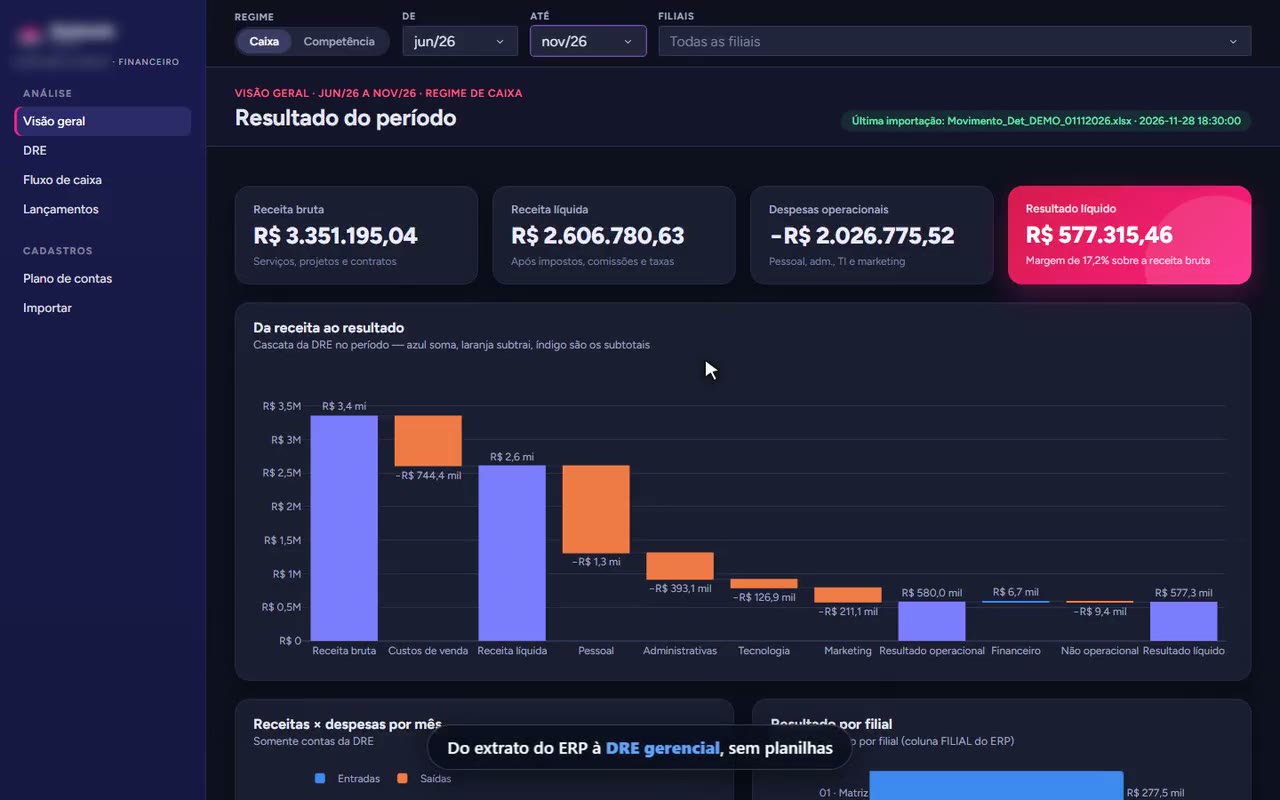 · FINANCEIRO
ANÁLISE
Visão geral
DRE
Fluxo de caixa
Lançamentos
CADASTROS
Plano de contas
Importar
REGIME
DE
ATÉ
FILIAIS
Caixa
Competência
jun/26
nov/26
Todas as filiais
VISÃO GERAL · JUN/26 A NOV/26 · REGIME DE CAIXA
Resultado do período
Última importação: Movimento_Det_DEMO_01112026.xlsx · 2026-11-28 18:30:00
Receita bruta
R$ 3.351.195,04
Serviços, projetos e contratos
Receita líquida
R$ 2.606.780,63
Após impostos, comissões e taxas
Despesas operacionais
−R$ 2.026.775,52
Pessoal, adm., TI e marketing
Resultado líquido
R$ 577.315,46
Margem de 17,2% sobre a receita bruta
Da receita ao resultado
Cascata da DRE no período — azul soma, laranja subtrai, índigo são os subtotais
R$ 3,5M
R$ 3M
R$ 2,5M
R$ 2M
R$ 1,5M
R$ 1M
R$ 0,5M
R$ 0
R$ 3,4 mi
−R$ 744,4 mil
R$ 2,6 mi
−R$ 1,3 mi
−R$ 393,1 mil
−R$ 126,9 mil
−R$ 211,1 mil
R$ 580,0 mil
R$ 6,7 mil
−R$ 9,4 mil
R$ 577,3 mil
Receita bruta
Custos de venda
Receita líquida
Pessoal
Administrativas
Tecnologia
Marketing
Resultado operacional
Financeiro
Não operacional
Resultado líquido
Receitas × despesas por mês
Somente contas da DRE
Entradas
Saídas
Resultado por filial
por filial (coluna FILIAL do ERP)
01 · Matriz
R$ 277,5 mil
Do extrato do ERP à DRE gerencial, sem planilhas